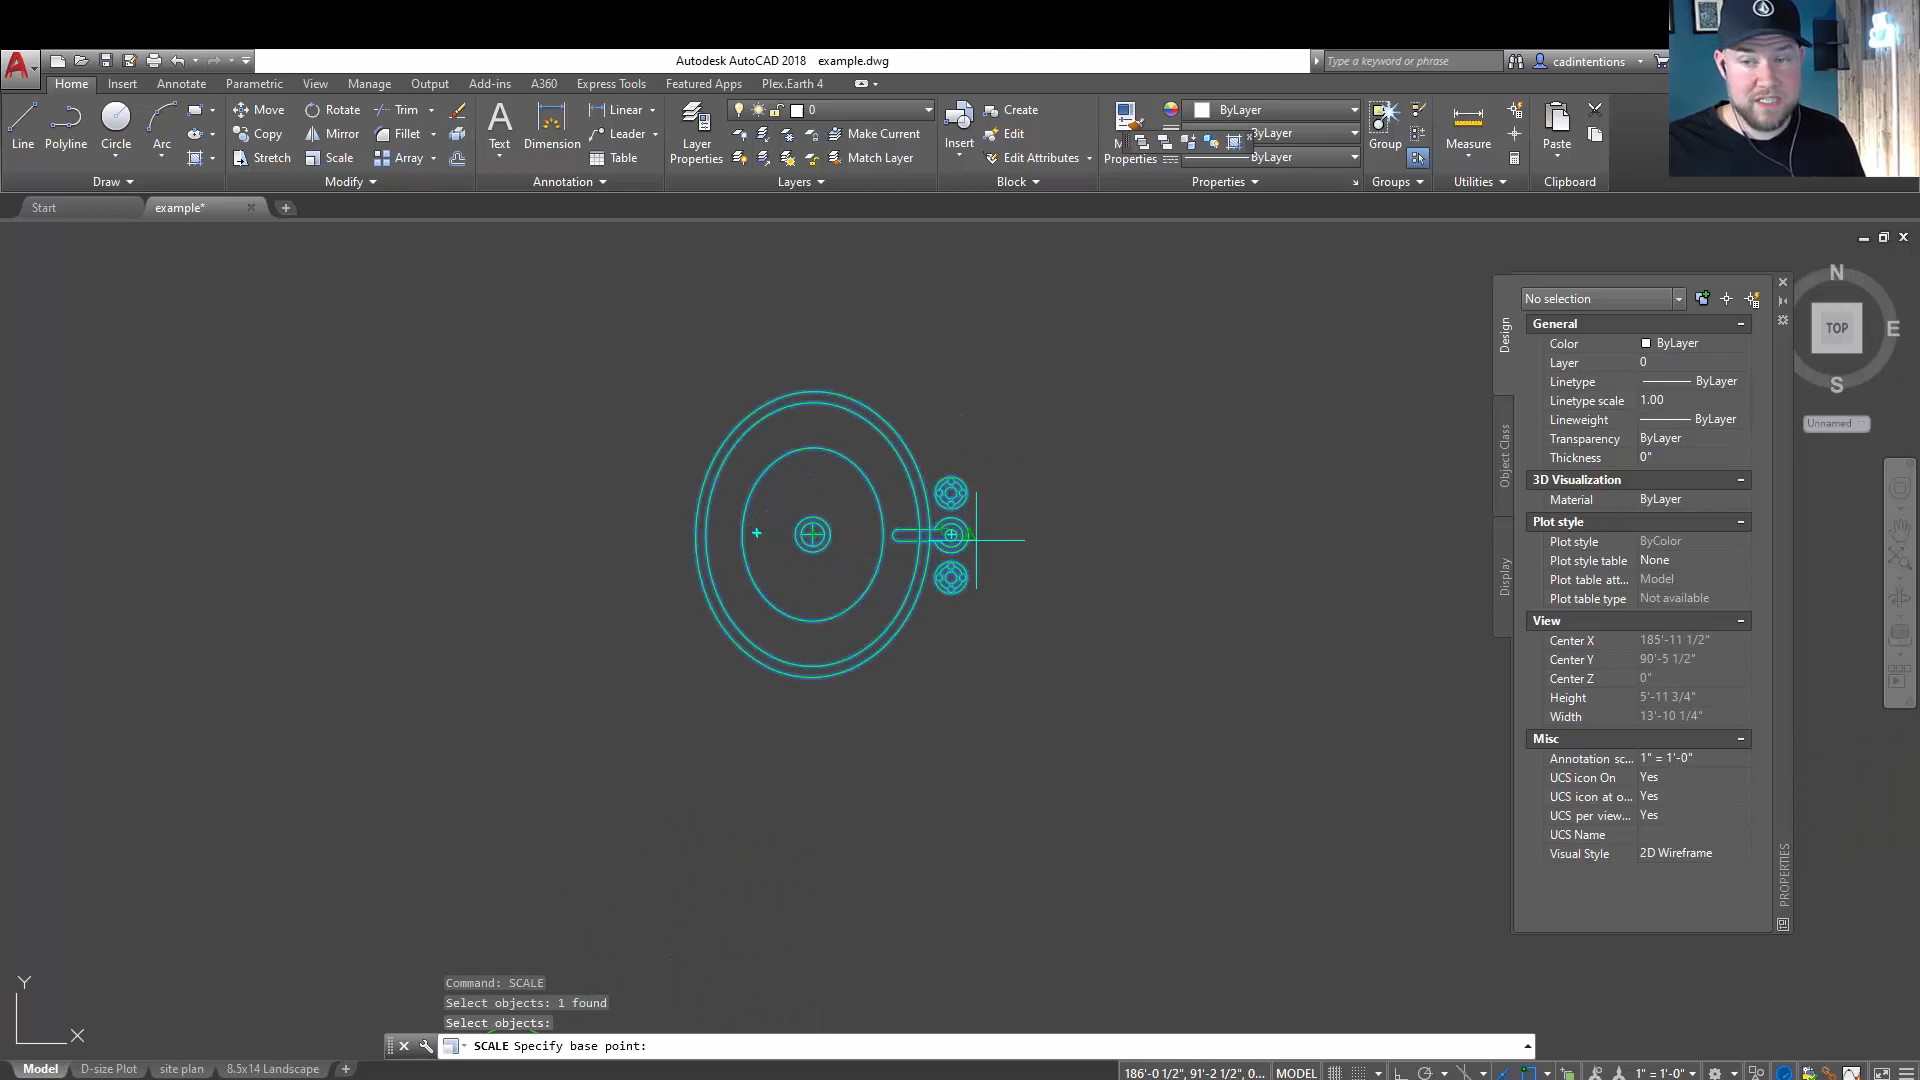 Autodesk AutoCAD 2018 example.dwg
Type a keyword or phrase
cadintentions
Home Insert Annotate Parametric View Manage Output Add-ins A360 Express Tools Featured Apps Plex.Earth 4
Line Polyline Circle Arc
Move Rotate Trim
Copy Mirror Fillet
Stretch Scale Array
Text Dimension
Linear
Leader
Table
Layer Properties
0
Make Current
Match Layer
Insert
Create
Edit
Edit Attributes
Properties
ByLayer
ByLayer
ByLayer
Group
Measure
Paste
Draw Modify Annotation Layers Block Properties Groups Utilities Clipboard
Start example*
No selection
General
Color ByLayer
Layer 0
Linetype ByLayer
Linetype scale 1.00
Lineweight ByLayer
Transparency ByLayer
Thickness 0"
3D Visualization
Material ByLayer
Plot style
Plot style ByColor
Plot style table None
Plot table att... Model
Plot table type Not available
View
Center X 185'-11 1/2"
Center Y 90'-5 1/2"
Center Z 0"
Height 5'-11 3/4"
Width 13'-10 1/4"
Misc
Annotation sc... 1" = 1'-0"
UCS icon On Yes
UCS icon at o... Yes
UCS per view... Yes
UCS Name
Visual Style 2D Wireframe
Design
Object Class
Display
PROPERTIES
N
TOP
E
S
Unnamed
Y
X
Command: SCALE
Select objects: 1 found
Select objects:
SCALE Specify base point:
Model D-size Plot site plan 8.5x14 Landscape
186'-0 1/2", 91'-2 1/2", 0... MODEL 1" = 1'-0"